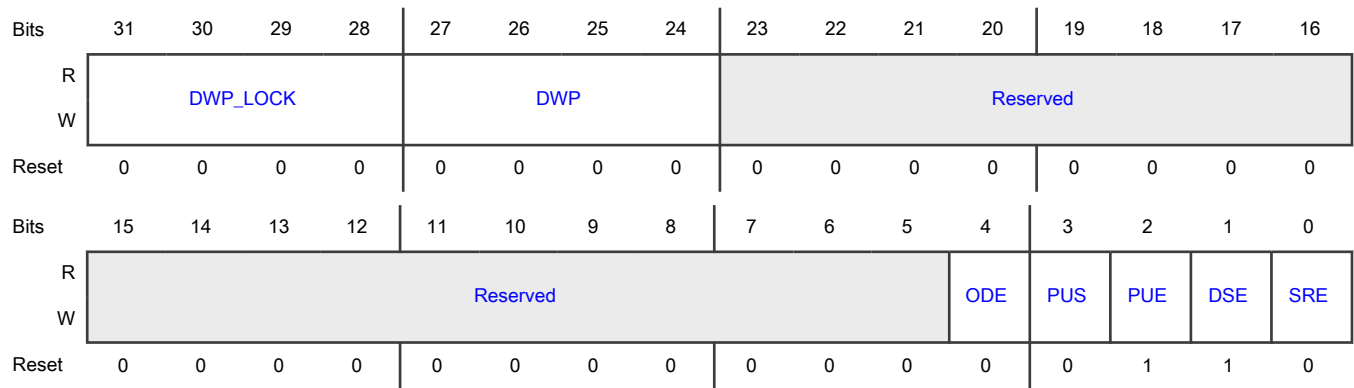 Bits 31 30 29 28 27 26 25 24 23 22 21 20 19 18 17 16
R
DWP_LOCK DWP Reserved
W
Reset 0 0 0 0 0 0 0 0 0 0 0 0 0 0 0 0
Bits 15 14 13 12 11 10 9 8 7 6 5 4 3 2 1 0
R
Reserved ODE PUS PUE DSE SRE
W
Reset 0 0 0 0 0 0 0 0 0 0 0 0 0 1 1 0